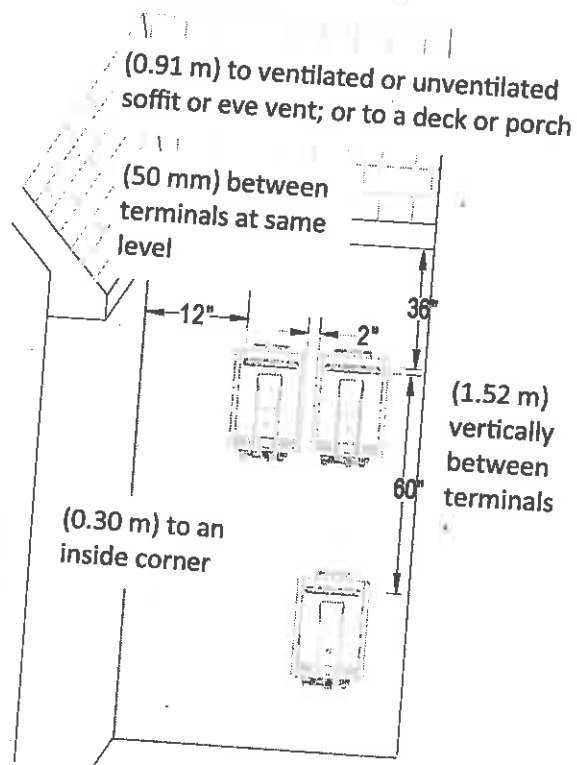 (0.91 m) to ventilated or unventilated
soffit or eve vent; or to a deck or porch
(50 mm) between
terminals at same
level
12"
2"
36"
(1.52 m)
vertically
between
terminals
60"
(0.30 m) to an
inside corner